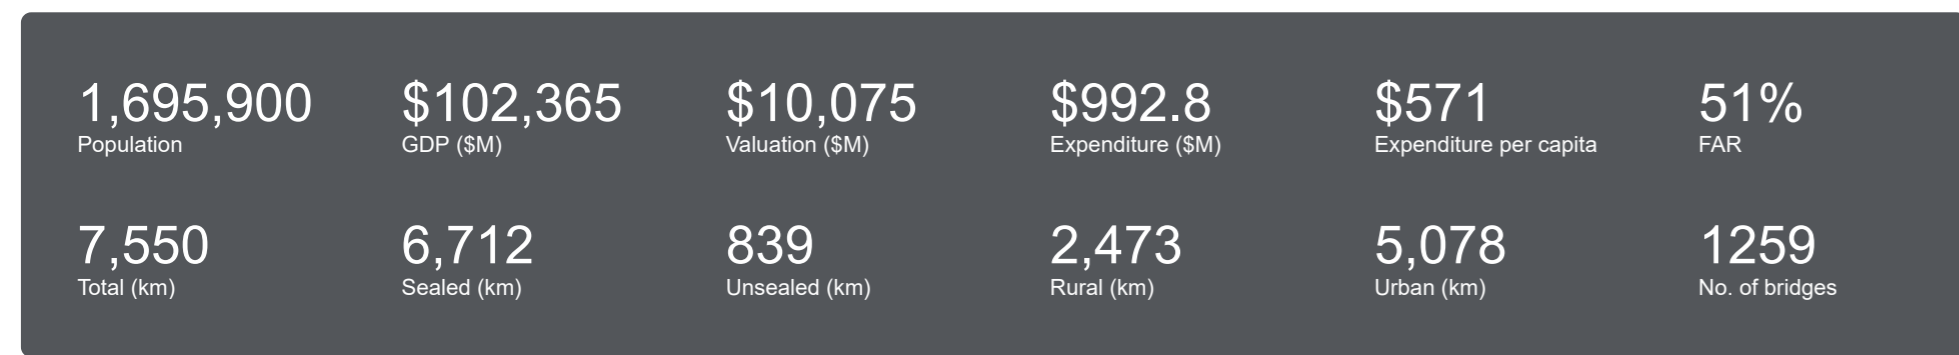 1,695,900 $102,365 $10,075 $992.8 $571 51%
Population GDP ($M) Valuation ($M) Expenditure ($M) Expenditure per capita FAR
7,550 6,712 839 2,473 5,078 1259
Total (km) Sealed (km) Unsealed (km) Rural (km) Urban (km) No. of bridges